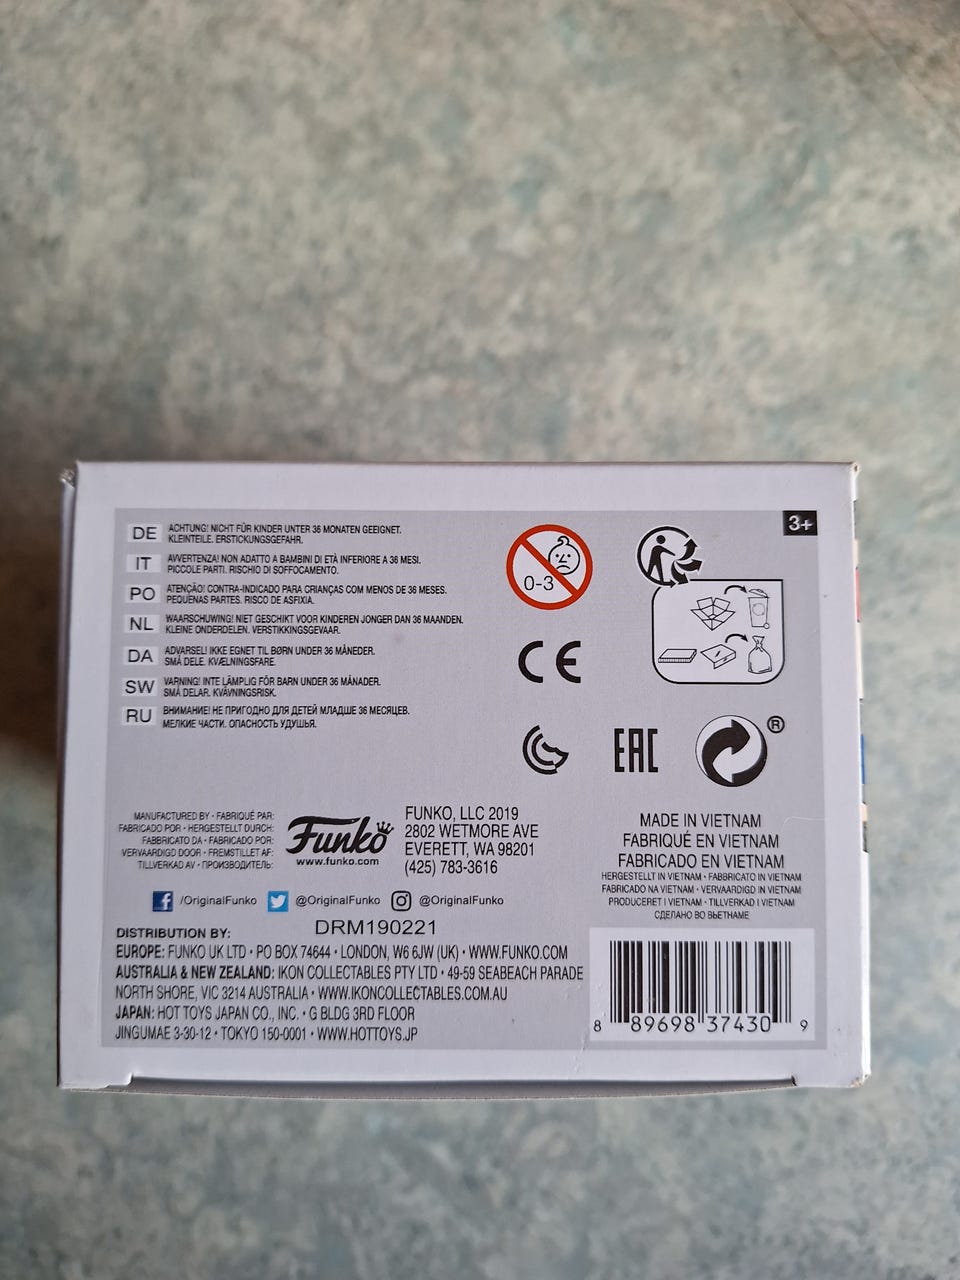 3+
DE ACHTUNG! NICHT FÜR KINDER UNTER 36 MONATEN GEEIGNET.
KLEINTEILE. ERSTICKUNGSGEFAHR.
IT AVVERTENZA! NON ADATTO A BAMBINI DI ETÀ INFERIORE A 36 MESI.
PICCOLE PARTI. RISCHIO DI SOFFOCAMENTO.
PO ATENÇÃO! CONTRA-INDICADO PARA CRIANÇAS COM MENOS DE 36 MESES.
PEQUENAS PARTES. RISCO DE ASFIXIA.
NL WAARSCHUWING! NIET GESCHIKT VOOR KINDEREN JONGER DAN 36 MAANDEN.
KLEINE ONDERDELEN. VERSTIKKINGSGEVAAR.
DA ADVARSEL! IKKE EGNET TIL BØRN UNDER 36 MÅNEDER.
SMÅ DELE. KVÆLNINGSFARE.
SW VARNING! INTE LÄMPLIG FÖR BARN UNDER 36 MÅNADER.
SMÅ DELAR. KVÄVNINGSRISK.
RU ВНИМАНИЕ! НЕ ПРИГОДНО ДЛЯ ДЕТЕЙ МЛАДШЕ 36 МЕСЯЦЕВ.
МЕЛКИЕ ЧАСТИ. ОПАСНОСТЬ УДУШЬЯ.
0-3
CE
EAC
®
MANUFACTURED BY • FABRIQUÉ PAR:
FABRICADO POR • HERGESTELLT DURCH:
FABBRICATO DA • FABRICADO POR:
VERVAARDIGD DOOR • FREMSTILLET AF:
TILLVERKAD AV • ПРОИЗВОДИТЕЛЬ:
Funko
www.funko.com
FUNKO, LLC 2019
2802 WETMORE AVE
EVERETT, WA 98201
(425) 783-3616
/OriginalFunko @OriginalFunko @OriginalFunko
DRM190221
DISTRIBUTION BY:
EUROPE: FUNKO UK LTD • PO BOX 74644 • LONDON, W6 6JW (UK) • WWW.FUNKO.COM
AUSTRALIA & NEW ZEALAND: IKON COLLECTABLES PTY LTD • 49-59 SEABEACH PARADE
NORTH SHORE, VIC 3214 AUSTRALIA • WWW.IKONCOLLECTABLES.COM.AU
JAPAN: HOT TOYS JAPAN CO., INC. • G BLDG 3RD FLOOR
JINGUMAE 3-30-12 • TOKYO 150-0001 • WWW.HOTTOYS.JP
MADE IN VIETNAM
FABRIQUÉ EN VIETNAM
FABRICADO EN VIETNAM
HERGESTELLT IN VIETNAM • FABBRICATO IN VIETNAM
FABRICADO NA VIETNAM • VERVAARDIGD IN VIETNAM
PRODUCERET I VIETNAM • TILLVERKAD I VIETNAM
СДЕЛАНО ВО ВЬЕТНАМЕ
8 89698 37430 9